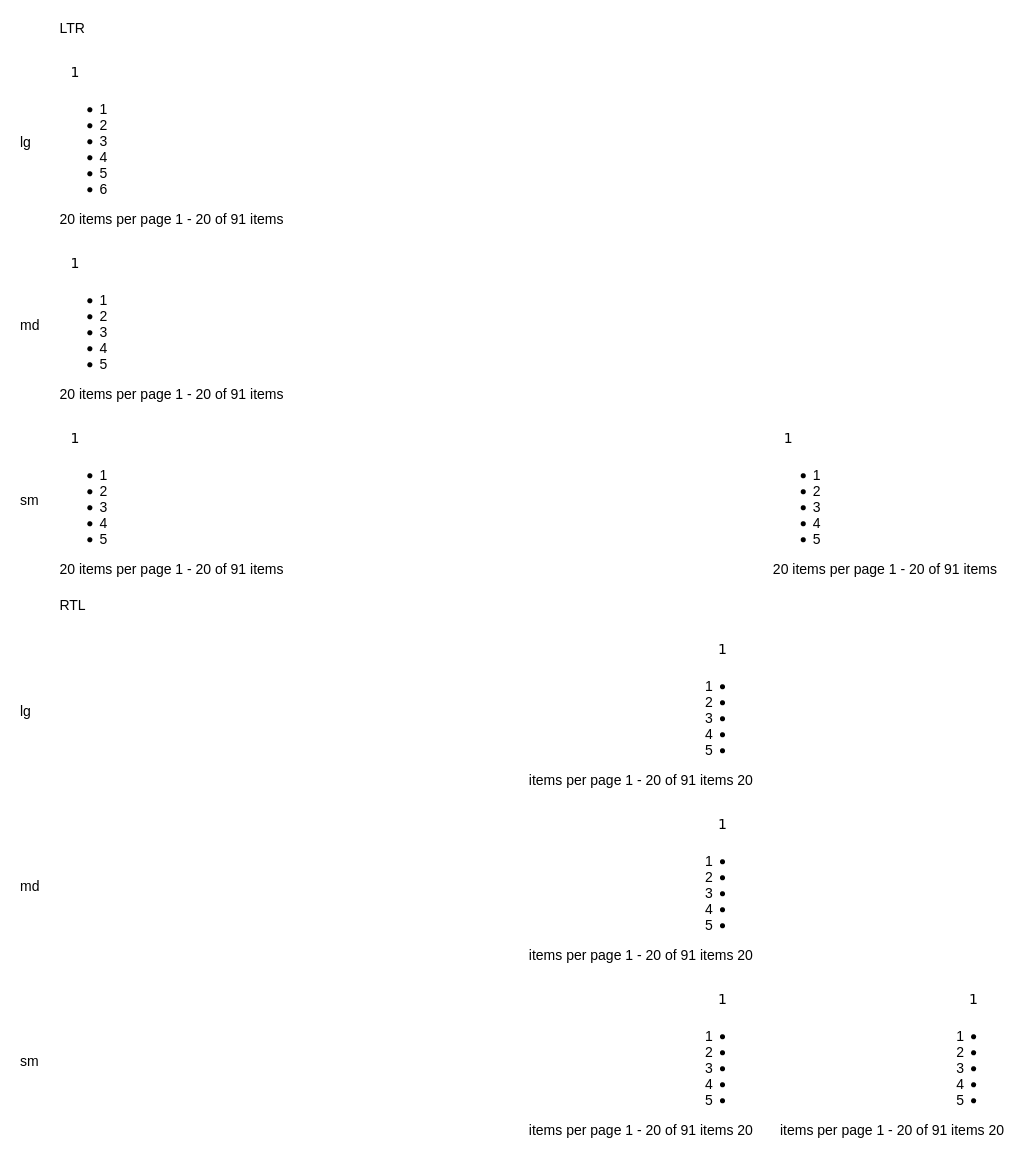 LTR
1
• 1
• 2
lg • 3
• 4
• 5
• 6
20 items per page 1 - 20 of 91 items
1
• 1
• 2
md • 3
• 4
• 5
20 items per page 1 - 20 of 91 items
1
• 1
• 2
sm • 3
• 4
• 5
20 items per page 1 - 20 of 91 items
1
• 1
• 2
• 3
• 4
• 5
20 items per page 1 - 20 of 91 items
RTL
1
1 •
2 •
lg 3 •
4 •
5 •
items per page 1 - 20 of 91 items 20
1
1 •
2 •
md 3 •
4 •
5 •
items per page 1 - 20 of 91 items 20
1
1 •
2 •
sm 3 •
4 •
5 •
items per page 1 - 20 of 91 items 20
1
1 •
2 •
3 •
4 •
5 •
items per page 1 - 20 of 91 items 20